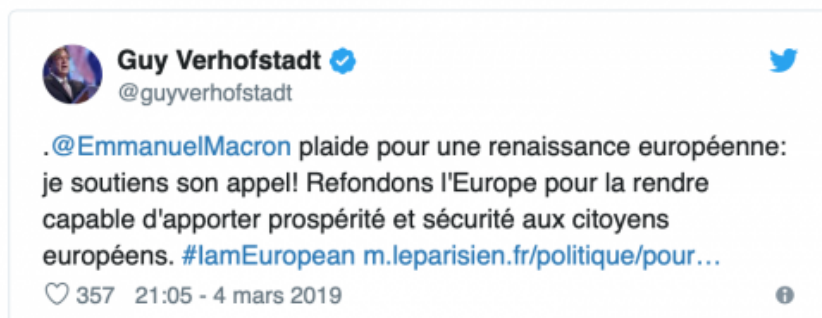 Guy Verhofstadt
@guyverhofstadt
.@EmmanuelMacron plaide pour une renaissance européenne:
je soutiens son appel! Refondons l'Europe pour la rendre
capable d'apporter prospérité et sécurité aux citoyens
européens. #IamEuropean m.leparisien.fr/politique/pour…
357 21:05 - 4 mars 2019